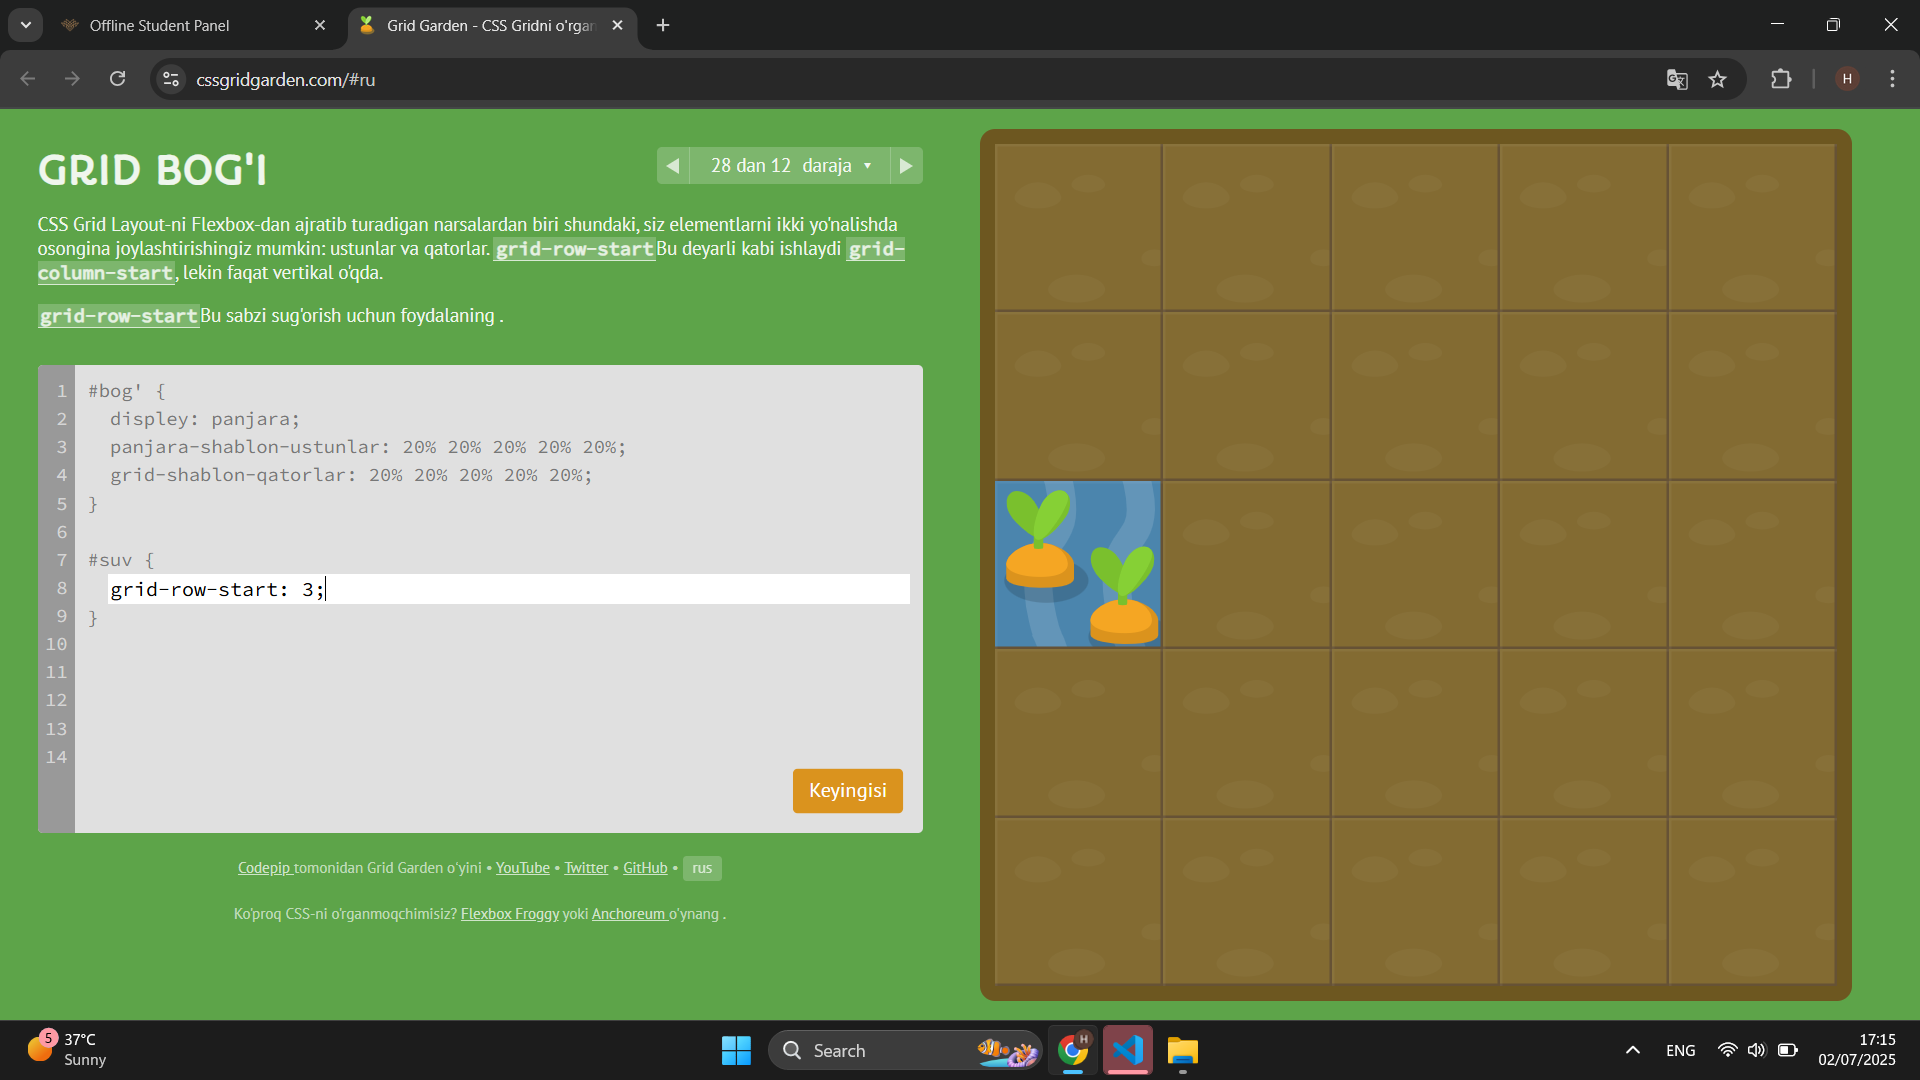 Offline Student Panel
Grid Garden - CSS Gridni o'rgan
cssgridgarden.com/#ru
H
GRID BOG'I
28 dan 12 daraja
CSS Grid Layout-ni Flexbox-dan ajratib turadigan narsalardan biri shundaki, siz elementlarni ikki yo'nalishda
osongina joylashtirishingiz mumkin: ustunlar va qatorlar. grid-row-start Bu deyarli kabi ishlaydi grid-
column-start, lekin faqat vertikal o'qda.
grid-row-start Bu sabzi sug'orish uchun foydalaning .
1 #bog' {
2 displey: panjara;
3 panjara-shablon-ustunlar: 20% 20% 20% 20% 20%;
4 grid-shablon-qatorlar: 20% 20% 20% 20% 20%;
5 }
6
7 #suv {
8 grid-row-start: 3;
9 }
10
11
12
13
14
Keyingisi
Codepip tomonidan Grid Garden o'yini • YouTube • Twitter • GitHub • rus
Ko'proq CSS-ni o'rganmoqchimisiz? Flexbox Froggy yoki Anchoreum o'ynang .
5
37°C
Sunny
Search
H
ENG
17:15
02/07/2025